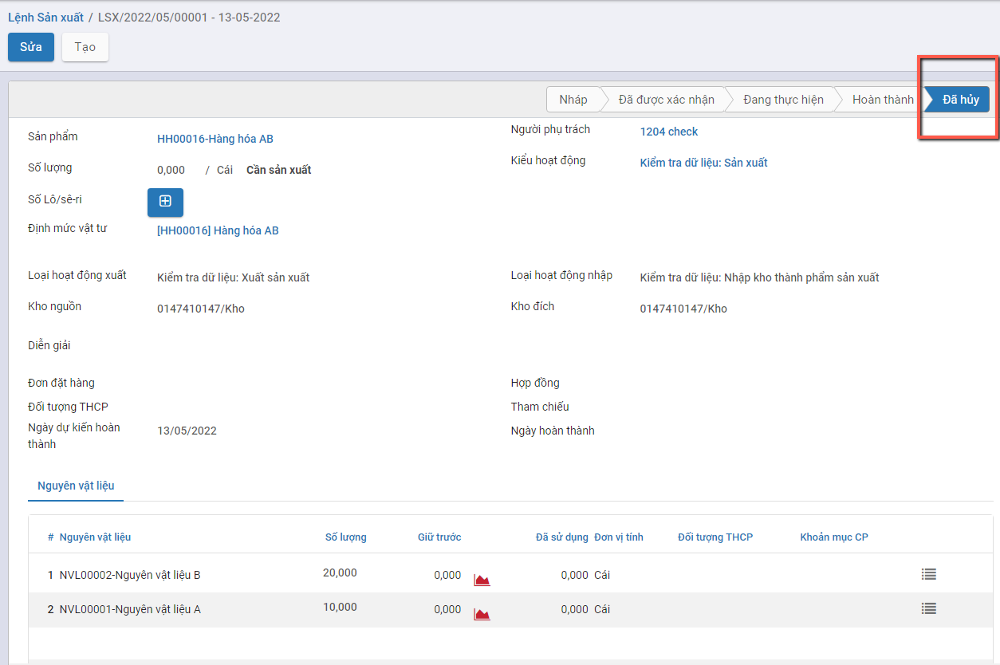 Lệnh Sản xuất / LSX/2022/05/00001 - 13-05-2022
Sửa Tạo
Nháp Đã được xác nhận Đang thực hiện Hoàn thành Đã hủy
Sản phẩm HH00016-Hàng hóa AB Người phụ trách 1204 check
Số lượng 0,000 / Cái Cần sản xuất Kiểu hoạt động Kiểm tra dữ liệu: Sản xuất
Số Lô/sê-ri
Định mức vật tư [HH00016] Hàng hóa AB
Loại hoạt động xuất Kiểm tra dữ liệu: Xuất sản xuất Loại hoạt động nhập Kiểm tra dữ liệu: Nhập kho thành phẩm sản xuất
Kho nguồn 0147410147/Kho Kho đích 0147410147/Kho
Diễn giải
Đơn đặt hàng Hợp đồng
Đối tượng THCP Tham chiếu
Ngày dự kiến hoàn thành 13/05/2022 Ngày hoàn thành
Nguyên vật liệu
# Nguyên vật liệu Số lượng Giữ trước Đã sử dụng Đơn vị tính Đối tượng THCP Khoản mục CP
1 NVL00002-Nguyên vật liệu B 20,000 0,000 0,000 Cái
2 NVL00001-Nguyên vật liệu A 10,000 0,000 0,000 Cái